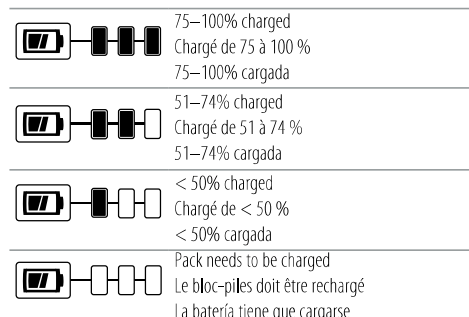 75–100% charged
Chargé de 75 à 100 %
75–100% cargada
51–74% charged
Chargé de 51 à 74 %
51–74% cargada
< 50% charged
Chargé de < 50 %
< 50% cargada
Pack needs to be charged
Le bloc-piles doit être rechargé
La batería tiene que cargarse